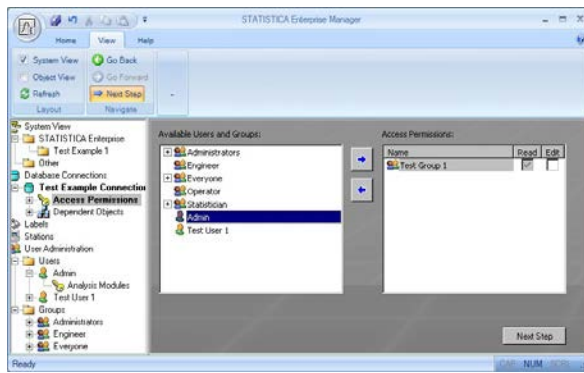 STATISTICA Enterprise Manager
Home View Help
System View Go Back
Object View Go Forward
Refresh Next Step
Layout Navigate
System View
STATISTICA Enterprise
Test Example 1
Other
Database Connections
Test Example Connection
Access Permissions
Dependent Objects
Labels
Stations
User Administration
Users
Admin
Analysis Modules
Test User 1
Groups
Administrators
Engineer
Everyone
Available Users and Groups:
Administrators
Engineer
Everyone
Operator
Statistician
Admin
Test User 1
Access Permissions:
Name Read Edit
Test Group 1
Next Step
Ready CAP NUM SCRL